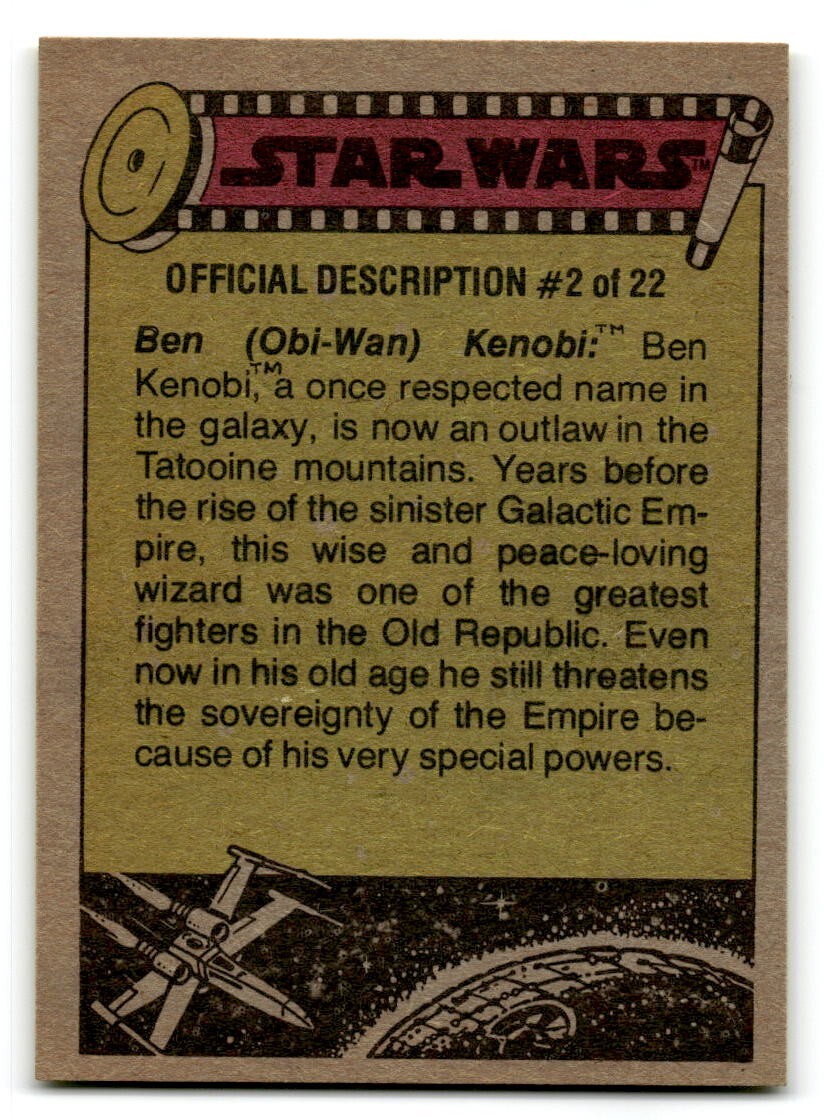 STAR WARS™
OFFICIAL DESCRIPTION #2 of 22
Ben (Obi-Wan) Kenobi:™ Ben
Kenobi,™ a once respected name in
the galaxy, is now an outlaw in the
Tatooine mountains. Years before
the rise of the sinister Galactic Em-
pire, this wise and peace-loving
wizard was one of the greatest
fighters in the Old Republic. Even
now in his old age he still threatens
the sovereignty of the Empire be-
cause of his very special powers.